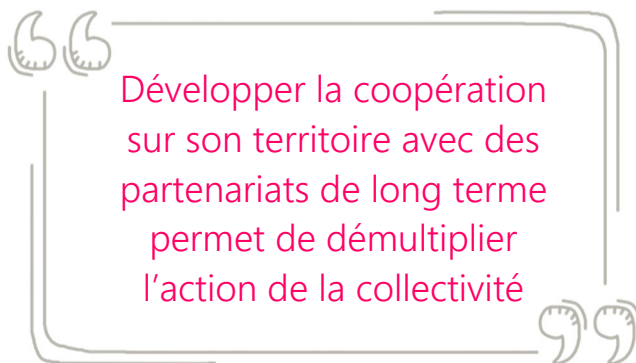 Développer la coopération
sur son territoire avec des
partenariats de long terme
permet de démultiplier
l’action de la collectivité